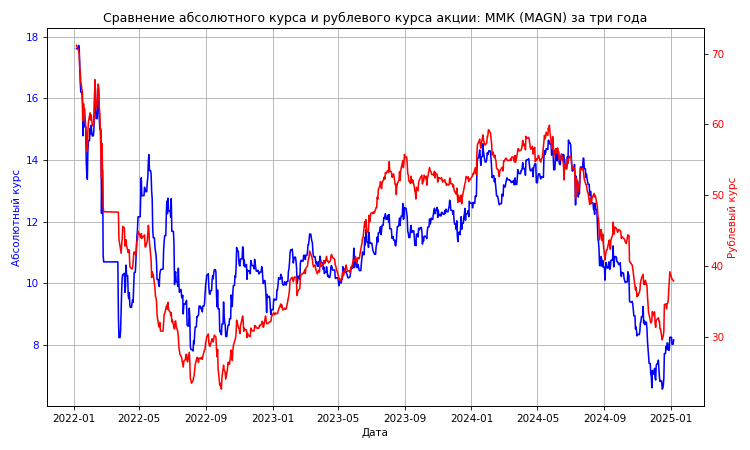 Сравнение абсолютного курса и рублевого курса акции: ММК (MAGN) за три года
18
16
14
12
10
8
Абсолютный курс
70
60
50
40
30
Рублевый курс
2022-01 2022-05 2022-09 2023-01 2023-05 2023-09 2024-01 2024-05 2024-09 2025-01
Дата